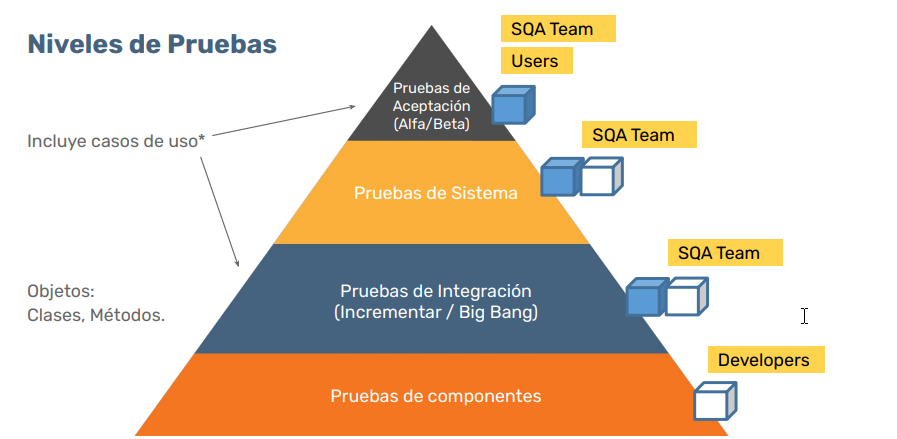 Niveles de Pruebas
SQA Team
Users
Pruebas de
Aceptación
(Alfa/Beta)
Incluye casos de uso*
SQA Team
Pruebas de Sistema
SQA Team
Objetos:
Clases, Métodos.
Pruebas de Integración
(Incrementar / Big Bang)
Developers
Pruebas de componentes